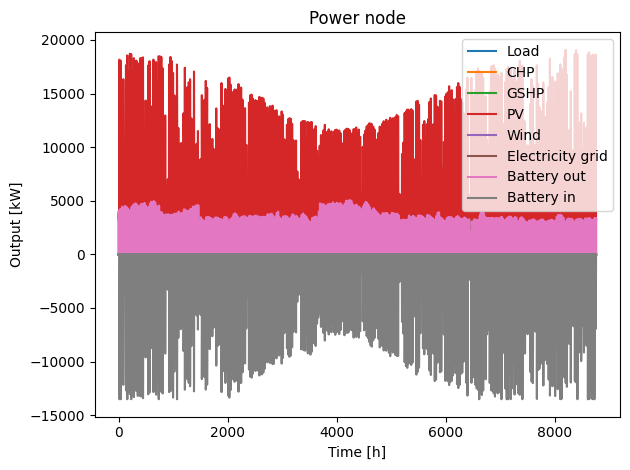 Power node
Output [kW]
20000
15000
10000
5000
0
−5000
−10000
−15000
0
2000
4000
6000
8000
Time [h]
Load
CHP
GSHP
PV
Wind
Electricity grid
Battery out
Battery in